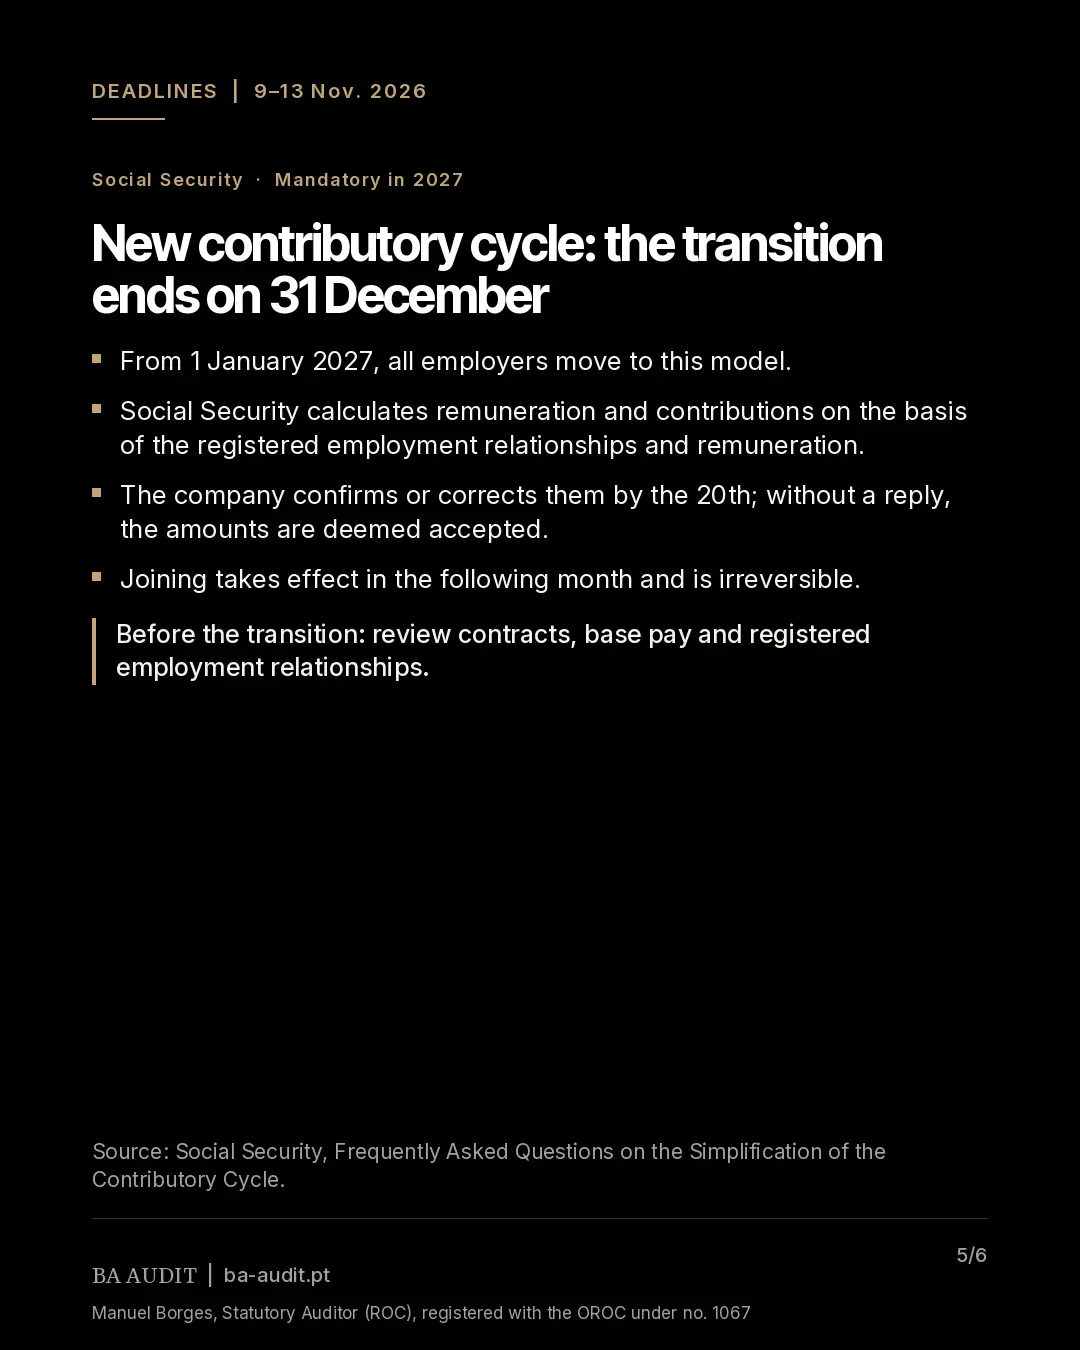 DEADLINES | 9–13 Nov. 2026
Social Security · Mandatory in 2027
New contributory cycle: the transition
ends on 31 December
From 1 January 2027, all employers move to this model.
Social Security calculates remuneration and contributions on the basis
of the registered employment relationships and remuneration.
The company confirms or corrects them by the 20th; without a reply,
the amounts are deemed accepted.
Joining takes effect in the following month and is irreversible.
Before the transition: review contracts, base pay and registered
employment relationships.
Source: Social Security, Frequently Asked Questions on the Simplification of the
Contributory Cycle.
5/6
BA AUDIT | ba-audit.pt
Manuel Borges, Statutory Auditor (ROC), registered with the OROC under no. 1067